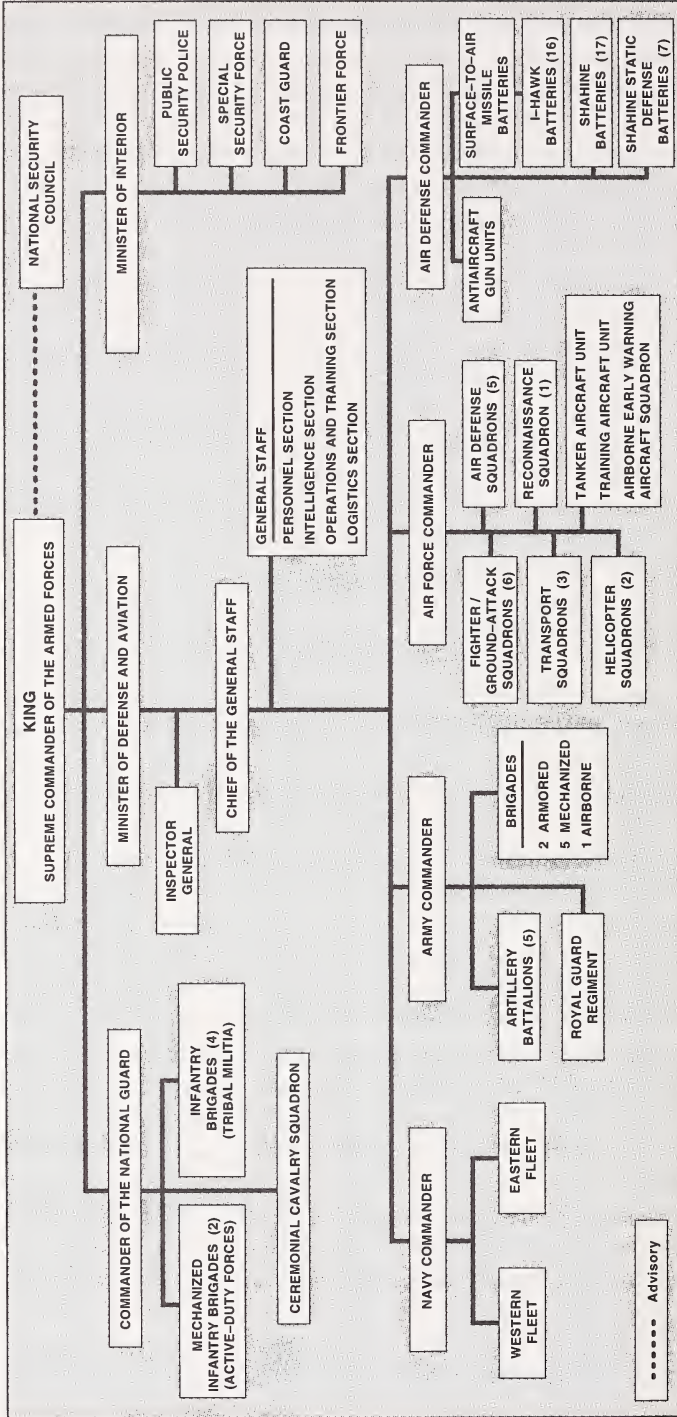 KING
SUPREME COMMANDER OF THE ARMED FORCES
NATIONAL SECURITY
COUNCIL
COMMANDER OF THE NATIONAL GUARD
MECHANIZED
INFANTRY BRIGADES (2)
(ACTIVE-DUTY FORCES)
INFANTRY
BRIGADES (4)
(TRIBAL MILITIA)
CEREMONIAL CAVALRY SQUADRON
MINISTER OF DEFENSE AND AVIATION
INSPECTOR
GENERAL
CHIEF OF THE GENERAL STAFF
GENERAL STAFF
PERSONNEL SECTION
INTELLIGENCE SECTION
OPERATIONS AND TRAINING SECTION
LOGISTICS SECTION
MINISTER OF INTERIOR
PUBLIC
SECURITY POLICE
SPECIAL
SECURITY FORCE
COAST GUARD
FRONTIER FORCE
NAVY COMMANDER
WESTERN
FLEET
EASTERN
FLEET
ARMY COMMANDER
ARTILLERY
BATTALIONS (5)
ROYAL GUARD
REGIMENT
BRIGADES
2 ARMORED
5 MECHANIZED
1 AIRBORNE
AIR FORCE COMMANDER
FIGHTER/
GROUND-ATTACK
SQUADRONS (6)
TRANSPORT
SQUADRONS (3)
HELICOPTER
SQUADRONS (2)
AIR DEFENSE
SQUADRONS (5)
RECONNAISSANCE
SQUADRON (1)
TANKER AIRCRAFT UNIT
TRAINING AIRCRAFT UNIT
AIRBORNE EARLY WARNING
AIRCRAFT SQUADRON
AIR DEFENSE COMMANDER
ANTIAIRCRAFT
GUN UNITS
SURFACE-TO-AIR
MISSILE
BATTERIES
I-HAWK
BATTERIES (16)
SHAHINE
BATTERIES (17)
SHAHINE STATIC
DEFENSE
BATTERIES (7)
Advisory